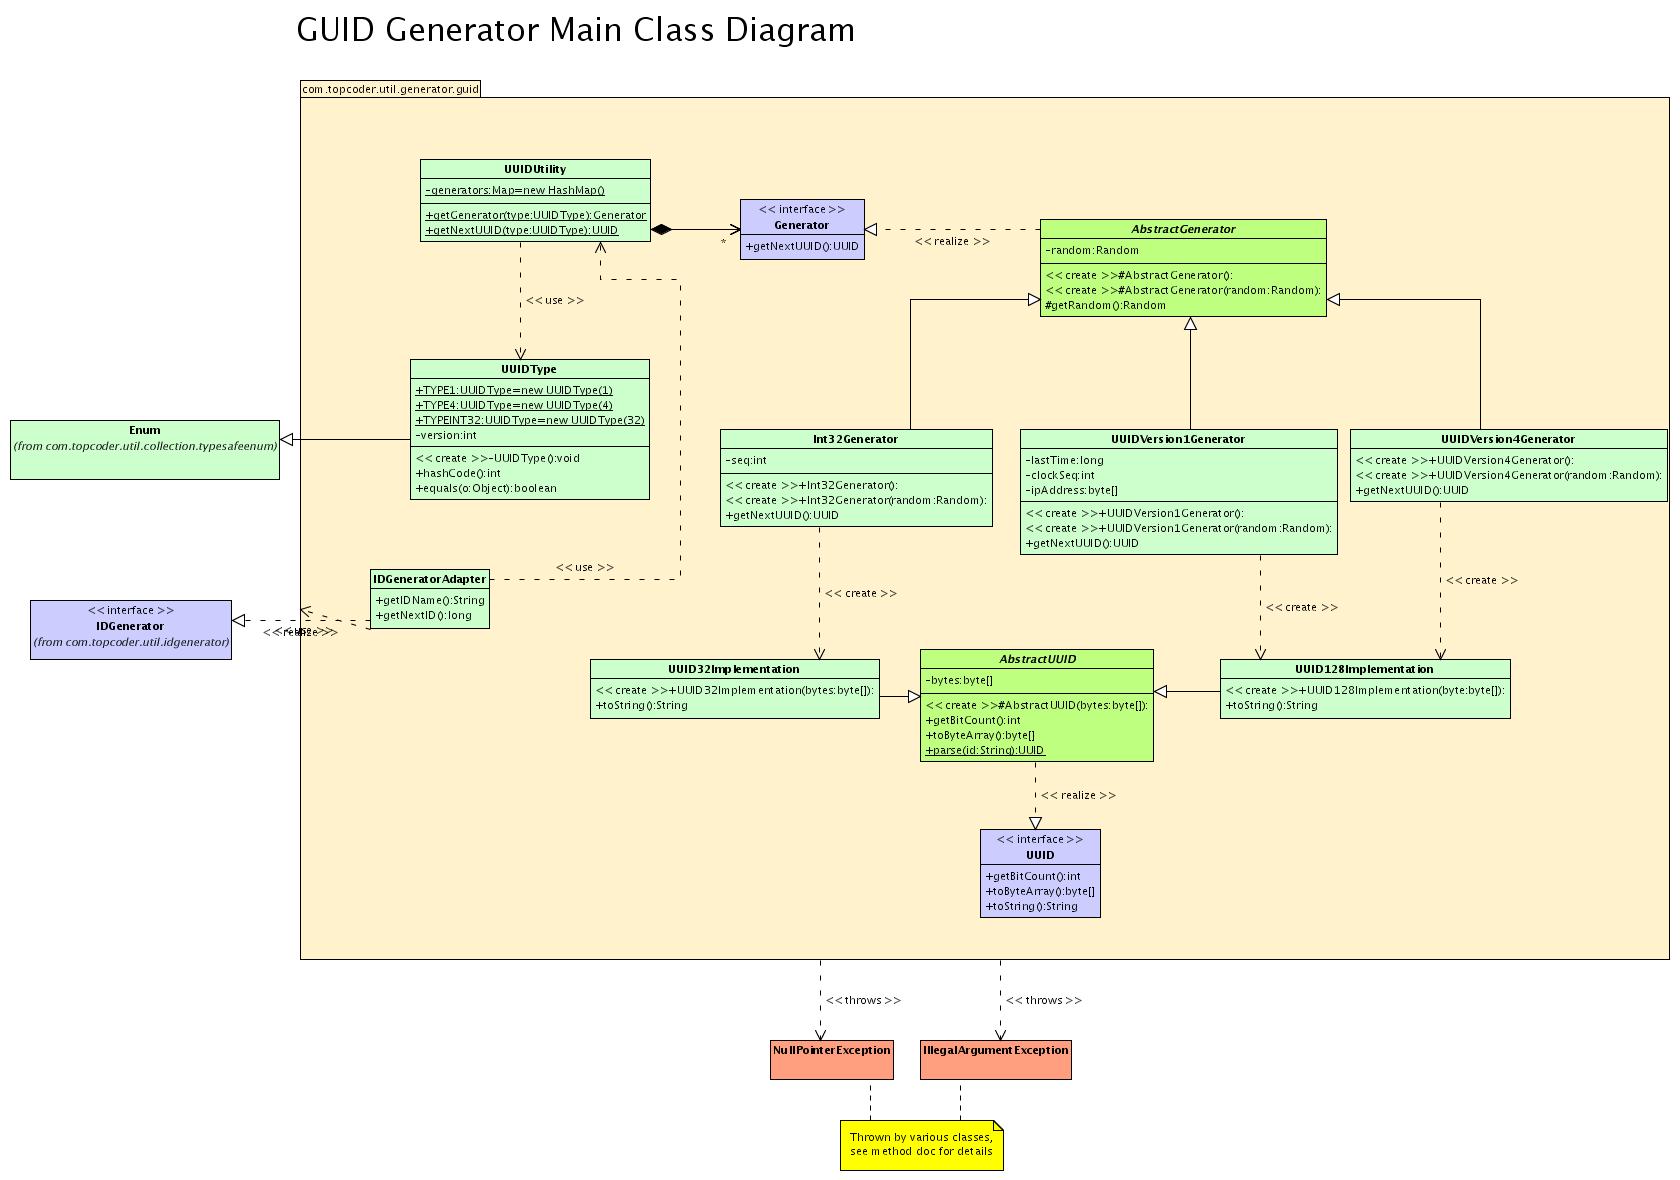 GUID Generator Main Class Diagram
com.topcoder.util.generator.guid
UUIDUtility
-generators:Map=new HashMap()
+getGenerator(type:UUIDType):Generator
+getNextUUID(type:UUIDType):UUID
*
<< interface >>
Generator
+getNextUUID():UUID
<< realize >>
AbstractGenerator
-random:Random
<< create >>#AbstractGenerator():
<< create >>#AbstractGenerator(random:Random):
#getRandom():Random
<< use >>
UUIDType
+TYPE1:UUIDType=new UUIDType(1)
+TYPE4:UUIDType=new UUIDType(4)
+TYPEINT32:UUIDType=new UUIDType(32)
-version:int
<< create >>-UUIDType():void
+hashCode():int
+equals(o:Object):boolean
Enum
(from com.topcoder.util.collection.typesafeenum)
Int32Generator
-seq:int
<< create >>+Int32Generator():
<< create >>+Int32Generator(random:Random):
+getNextUUID():UUID
UUIDVersion1Generator
-lastTime:long
-clockSeq:int
-ipAddress:byte[]
<< create >>+UUIDVersion1Generator():
<< create >>+UUIDVersion1Generator(random:Random):
+getNextUUID():UUID
UUIDVersion4Generator
<< create >>+UUIDVersion4Generator():
<< create >>+UUIDVersion4Generator(random:Random):
+getNextUUID():UUID
<< use >>
IDGeneratorAdapter
+getIDName():String
+getNextID():long
<< interface >>
IDGenerator
(from com.topcoder.util.idgenerator)
<< realize >>
<< use >>
<< create >>
<< create >>
<< create >>
UUID32Implementation
<< create >>+UUID32Implementation(bytes:byte[]):
+toString():String
AbstractUUID
-bytes:byte[]
<< create >>#AbstractUUID(bytes:byte[]):
+getBitCount():int
+toByteArray():byte[]
+parse(id:String):UUID
UUID128Implementation
<< create >>+UUID128Implementation(byte:byte[]):
+toString():String
<< realize >>
<< interface >>
UUID
+getBitCount():int
+toByteArray():byte[]
+toString():String
<< throws >>
<< throws >>
NullPointerException
IllegalArgumentException
Thrown by various classes,
see method doc for details